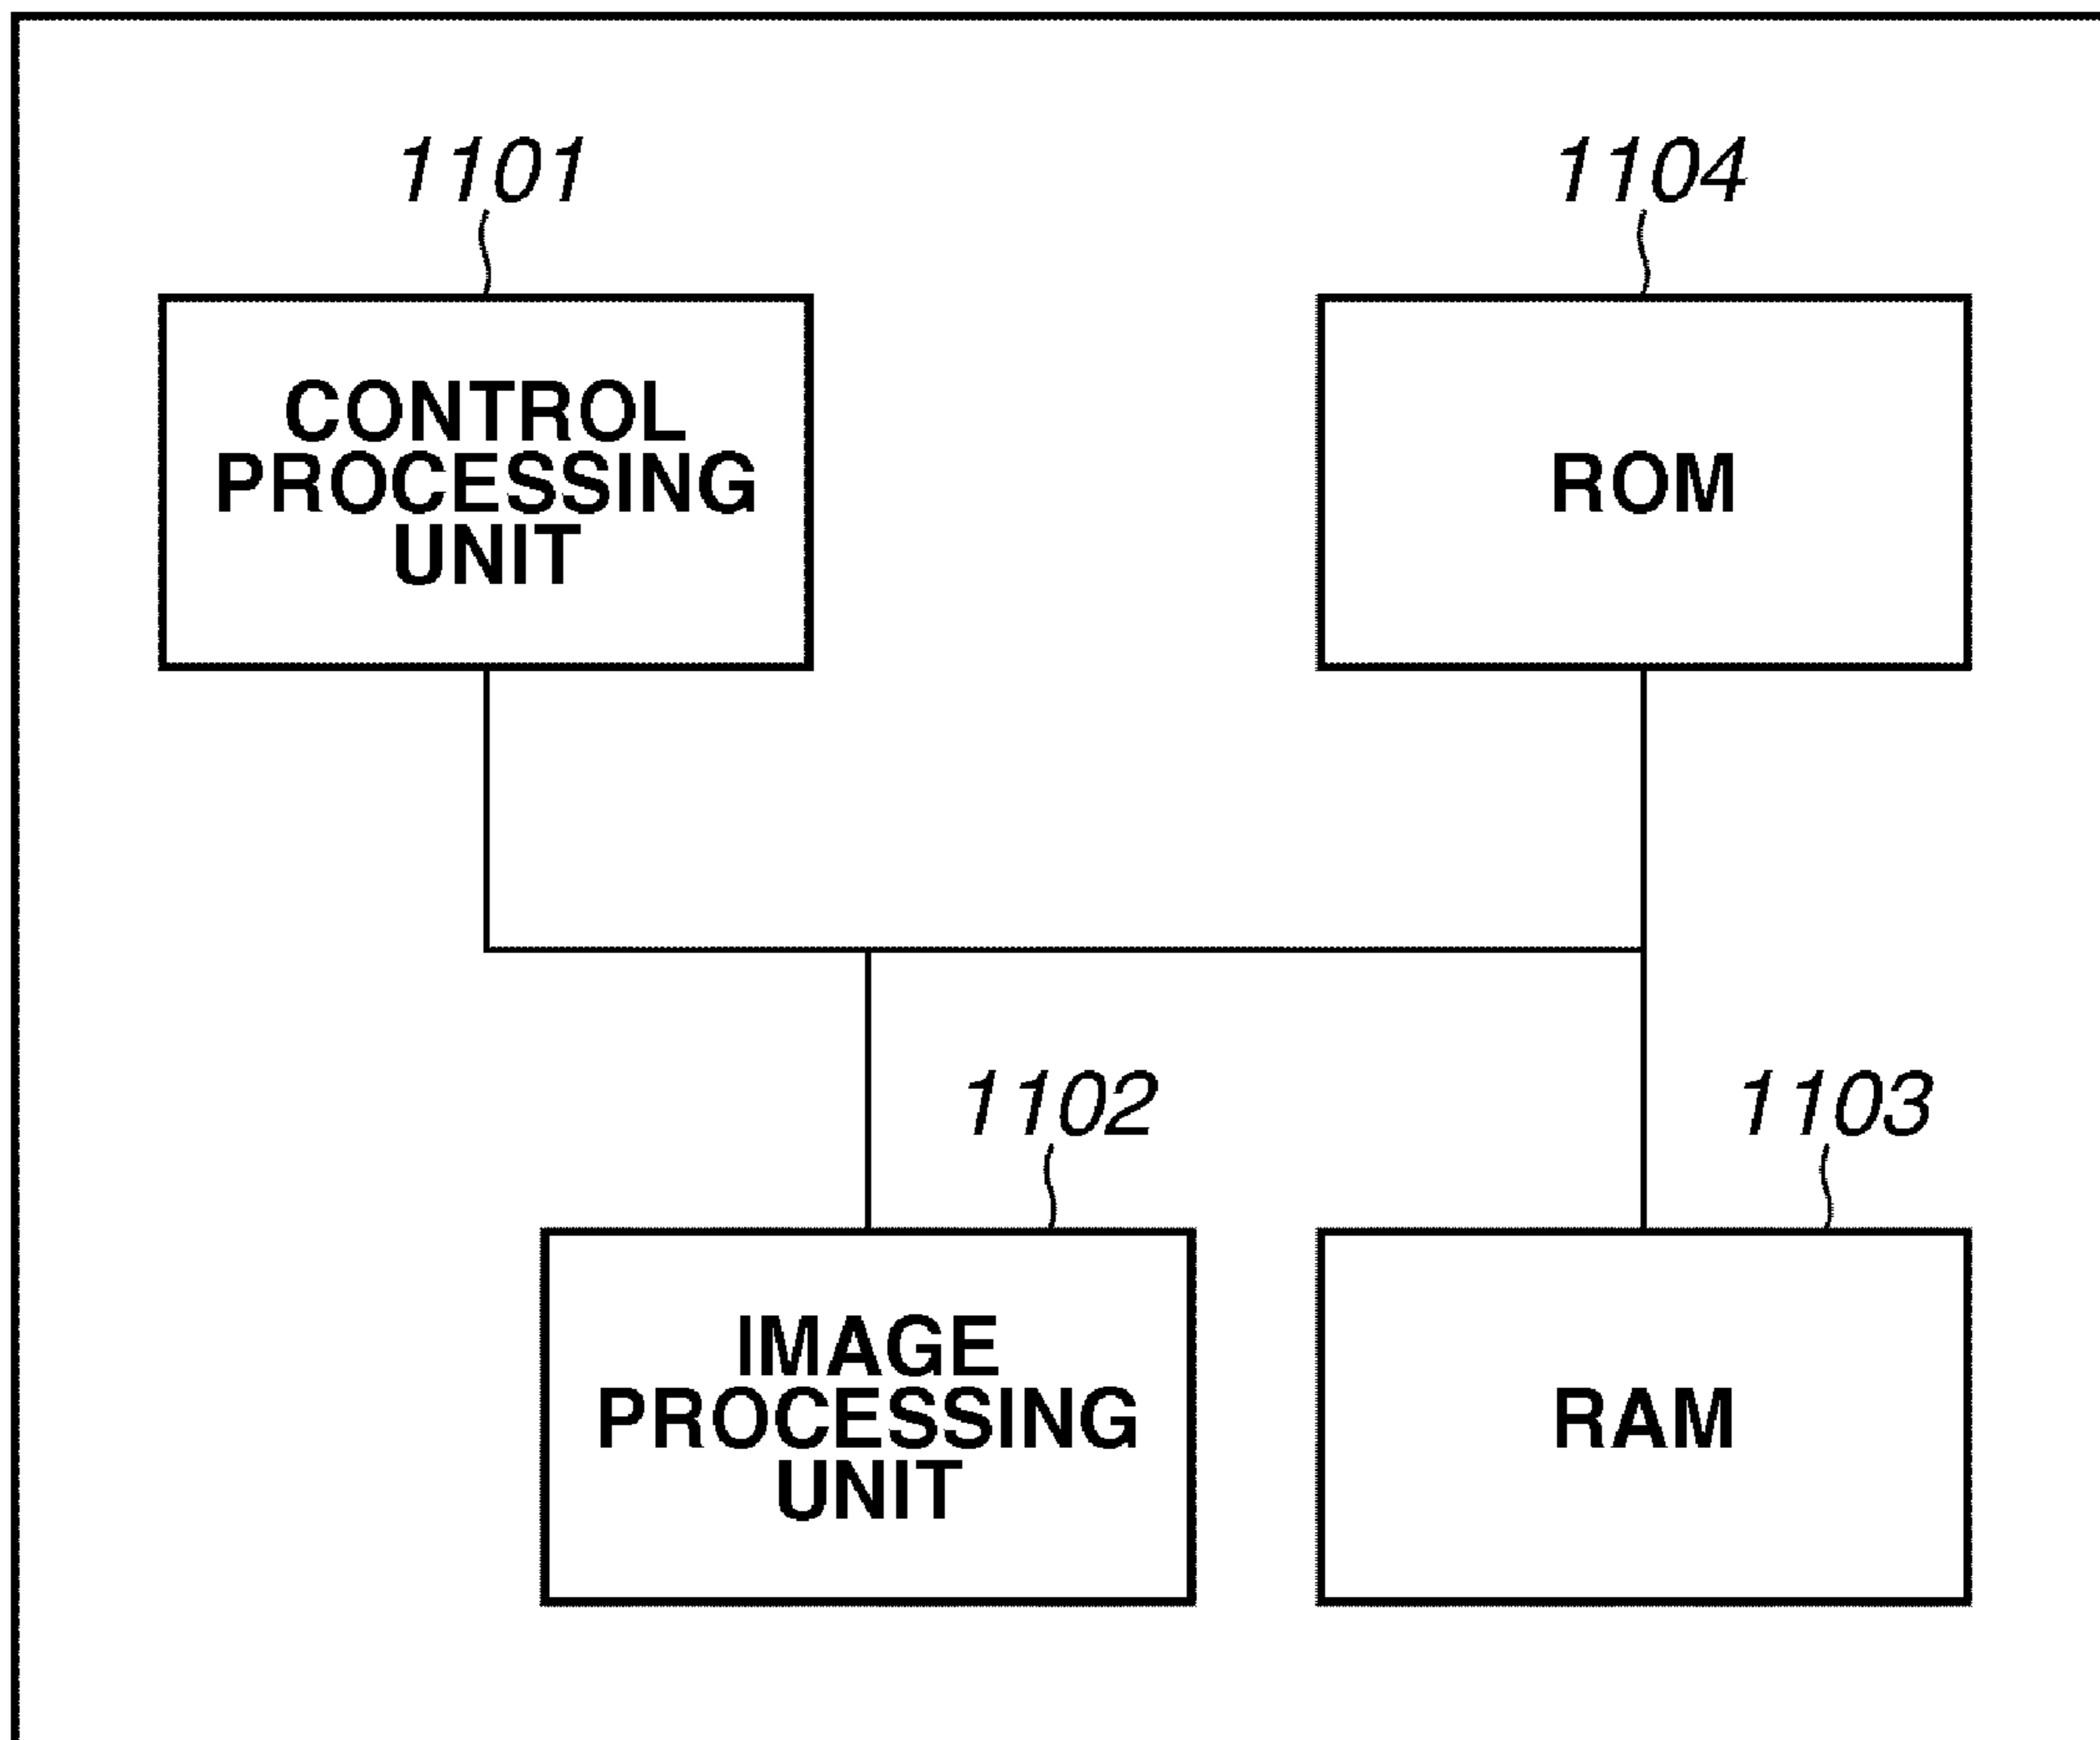 1101
CONTROL
PROCESSING
UNIT
1104
ROM
1102
IMAGE
PROCESSING
UNIT
1103
RAM